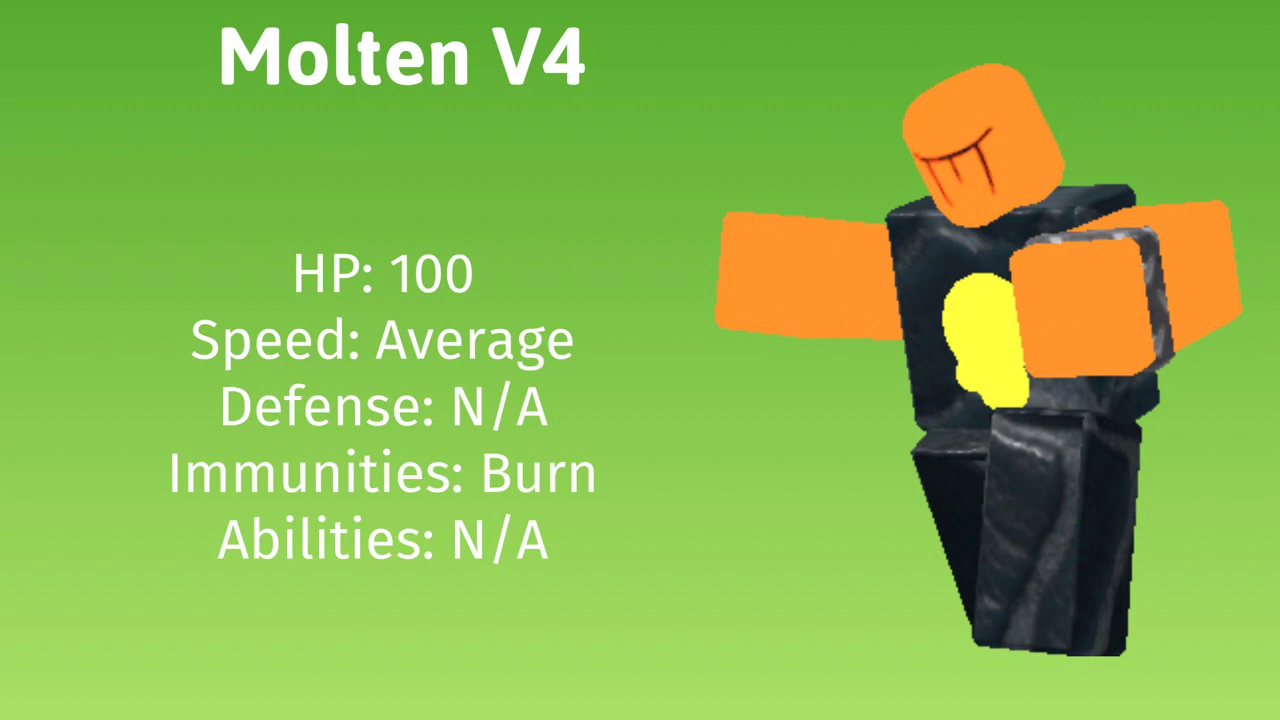 Molten V4
HP: 100
Speed: Average
Defense: N/A
Immunities: Burn
Abilities: N/A